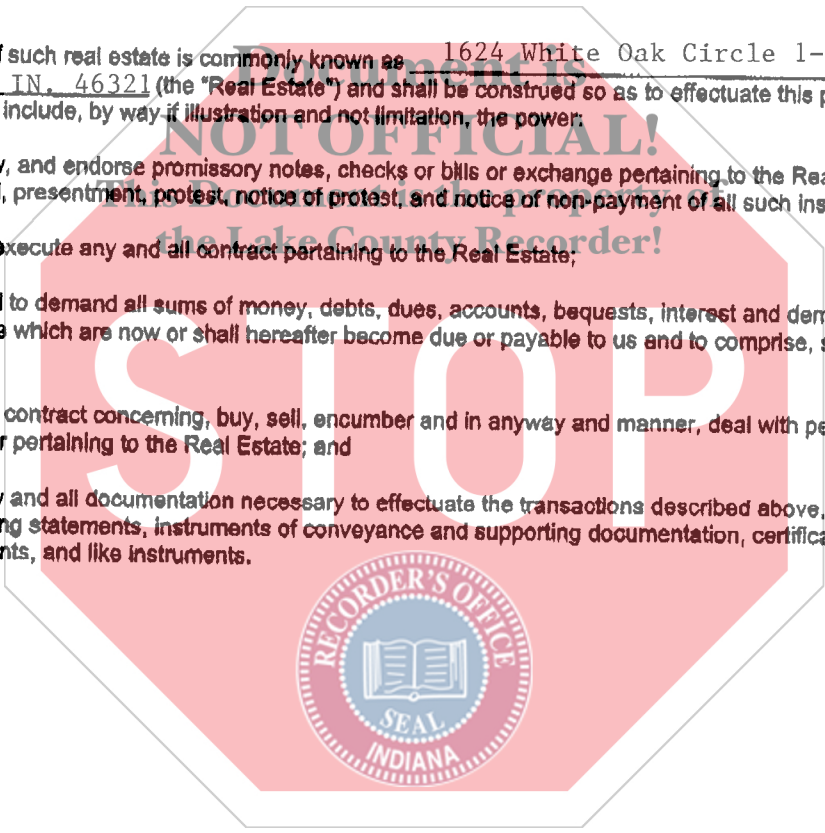 f such real estate is commonly known as 1624 White Oak Circle 1-
IN. 46321 (the "Real Estate") and shall be construed so as to effectuate this p
include, by way if illustration and not limitation, the power:
y, and endorse promissory notes, checks or bills or exchange pertaining to the Rea
, presentment, protest, notice of protest, and notice of non-payment of all such ins
execute any and all contract pertaining to the Real Estate;
to demand all sums of money, debts, dues, accounts, bequests, interest and dem
e which are now or shall hereafter become due or payable to us and to comprise, s
contract concerning, buy, sell, encumber and in anyway and manner, deal with pe
r pertaining to the Real Estate; and
y and all documentation necessary to effectuate the transactions described above,
ng statements, instruments of conveyance and supporting documentation, certifica
nts, and like instruments.
Document is
NOT OFFICIAL!
This Document is the property of
the Lake County Recorder!
STOP
RECORDER'S OFFICE
SEAL
INDIANA